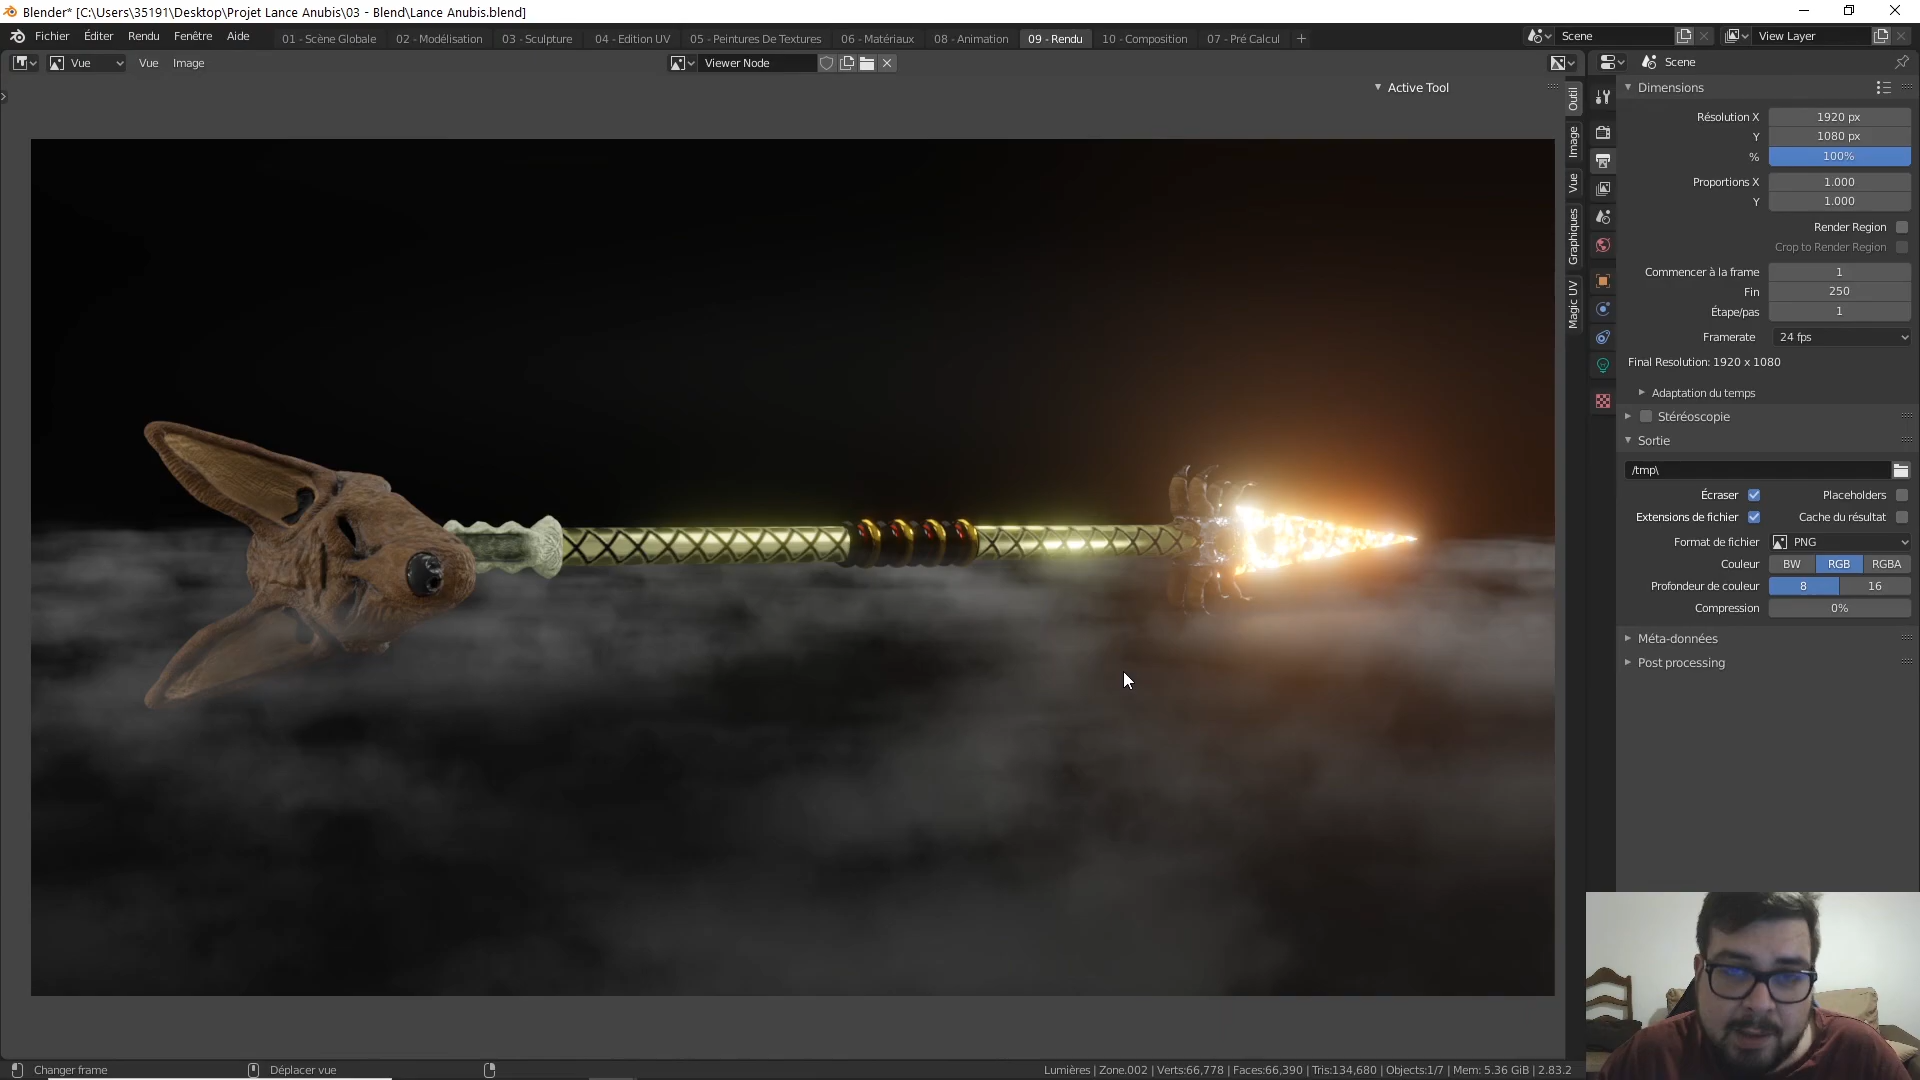 Blender* [C:\Users\35191\Desktop\Projet Lance Anubis\03 - Blend\Lance Anubis.blend]
Fichier Éditer Rendu Fenêtre Aide 01 - Scène Globale 02 - Modélisation 03 - Sculpture 04 - Edition UV 05 - Peintures De Textures 06 - Matériaux 08 - Animation 09 - Rendu 10 - Composition 07 - Pré Calcul + Scene View Layer
Vue Vue Image Viewer Node Scene
Active Tool
Outil
Image
Vue
Graphiques
Magic UV
Dimensions
Résolution X 1920 px
Y 1080 px
% 100%
Proportions X 1.000
Y 1.000
Render Region
Crop to Render Region
Commencer à la frame 1
Fin 250
Étape/pas 1
Framerate 24 fps
Final Resolution: 1920 x 1080
Adaptation du temps
Stéréoscopie
Sortie
/tmp\
Écraser Placeholders
Extensions de fichier Cache du résultat
Format de fichier PNG
Couleur BW RGB RGBA
Profondeur de couleur 8 16
Compression 0%
Méta-données
Post processing
Changer frame Déplacer vue Lumières | Zone.002 | Verts:66,778 | Faces:66,390 | Tris:134,680 | Objects:1/7 | Mem: 5.36 GiB | 2.83.2